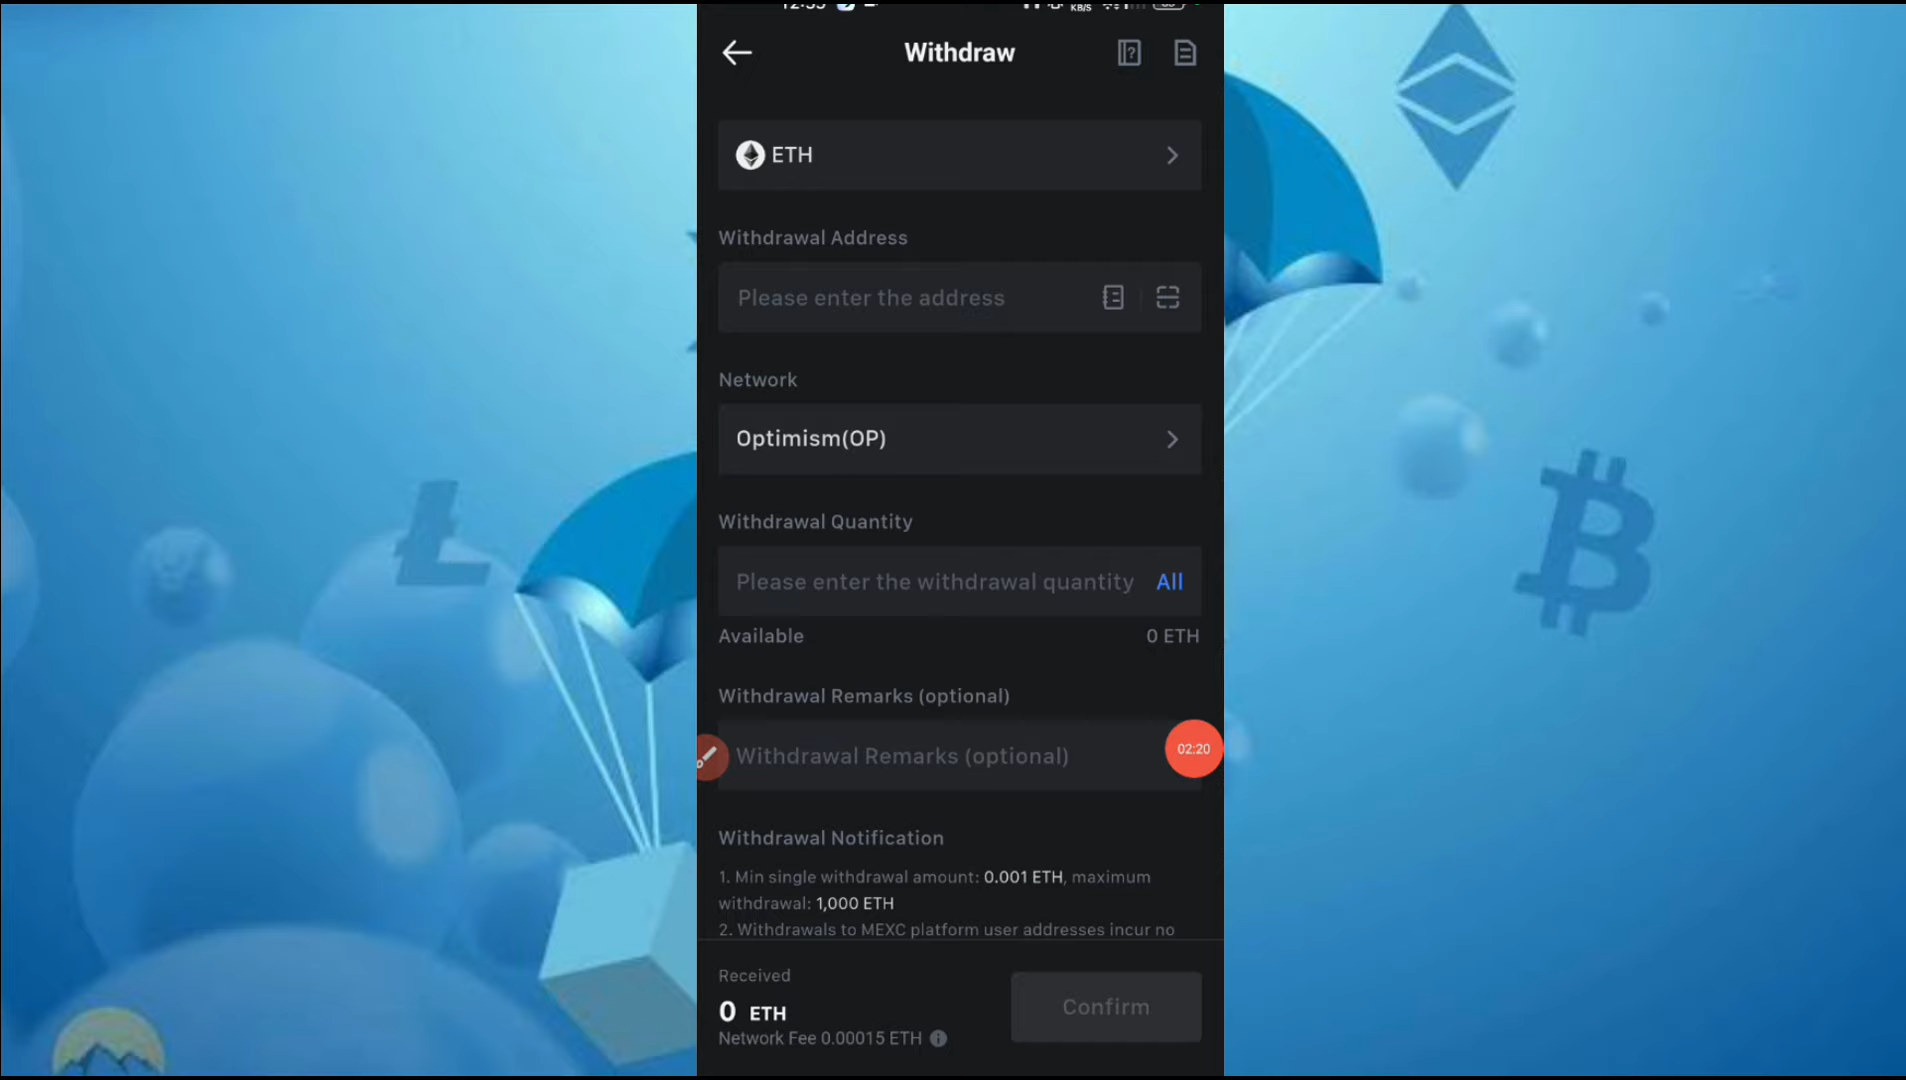 Withdraw
ETH
Withdrawal Address
Please enter the address
Network
Optimism(OP)
Withdrawal Quantity
Please enter the withdrawal quantity All
Available 0 ETH
Withdrawal Remarks (optional)
Withdrawal Remarks (optional)
02:20
Withdrawal Notification
1. Min single withdrawal amount: 0.001 ETH, maximum
withdrawal: 1,000 ETH
2. Withdrawals to MEXC platform user addresses incur no
Received
0 ETH
Confirm
Network Fee 0.00015 ETH